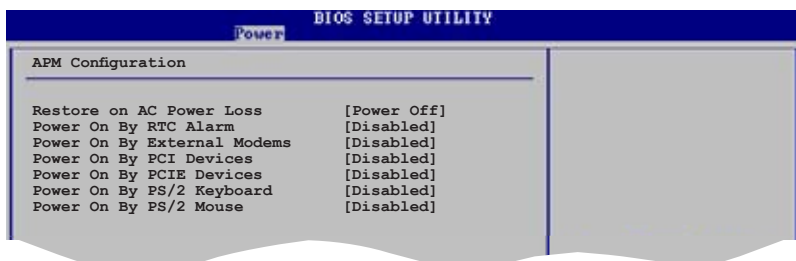 BIOS SETUP UTILITY
Power
APM Configuration
Restore on AC Power Loss [Power Off]
Power On By RTC Alarm [Disabled]
Power On By External Modems [Disabled]
Power On By PCI Devices [Disabled]
Power On By PCIE Devices [Disabled]
Power On By PS/2 Keyboard [Disabled]
Power On By PS/2 Mouse [Disabled]